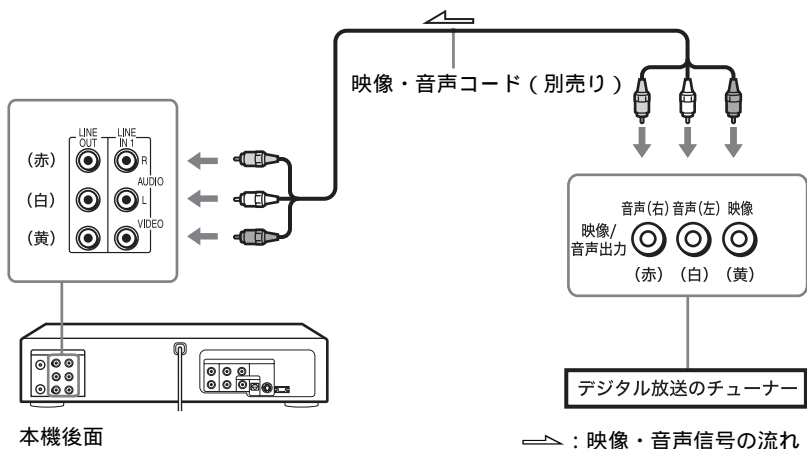 映像・音声コード（別売り）
LINE OUT
LINE IN 1
（赤）
R
AUDIO
（白）
L
（黄）
VIDEO
音声(右) 音声(左) 映像
映像/
音声出力
（赤）（白）（黄）
デジタル放送のチューナー
本機後面
：映像・音声信号の流れ